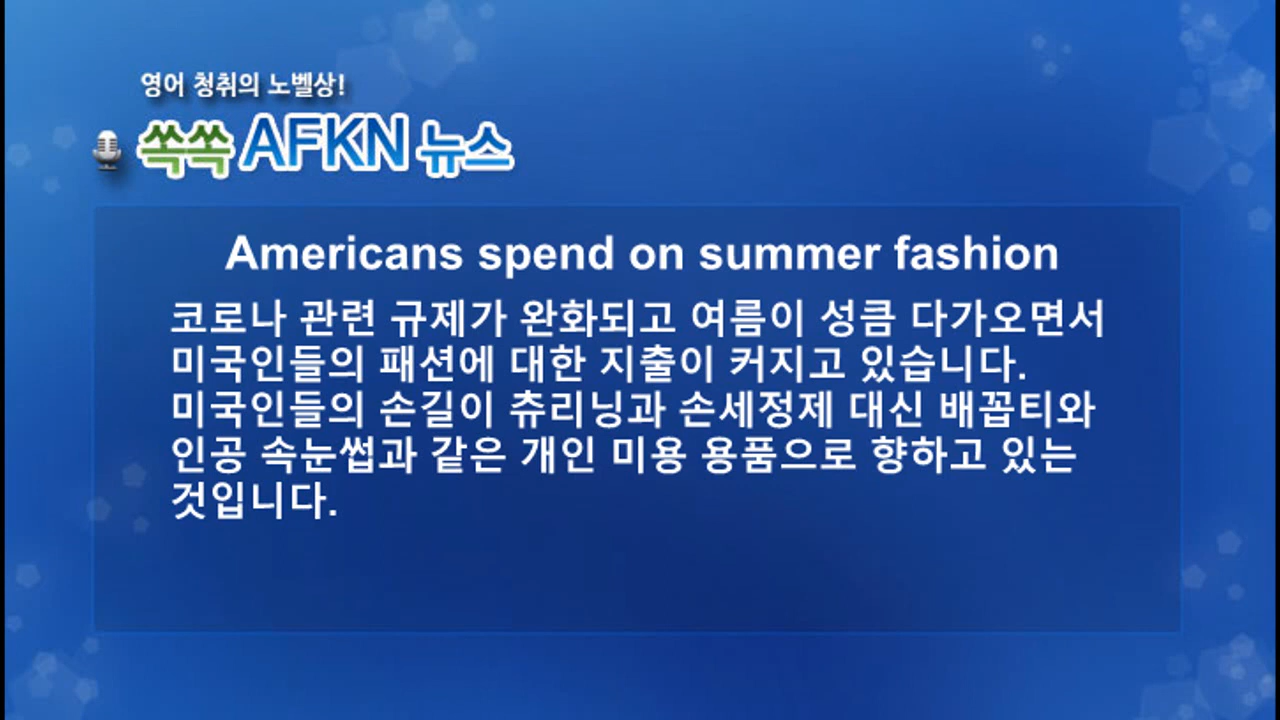 영어 청취의 노벨상!
쏙쏙 AFKN 뉴스
Americans spend on summer fashion
코로나 관련 규제가 완화되고 여름이 성큼 다가오면서
미국인들의 패션에 대한 지출이 커지고 있습니다.
미국인들의 손길이 츄리닝과 손세정제 대신 배꼽티와
인공 속눈썹과 같은 개인 미용 용품으로 향하고 있는
것입니다.